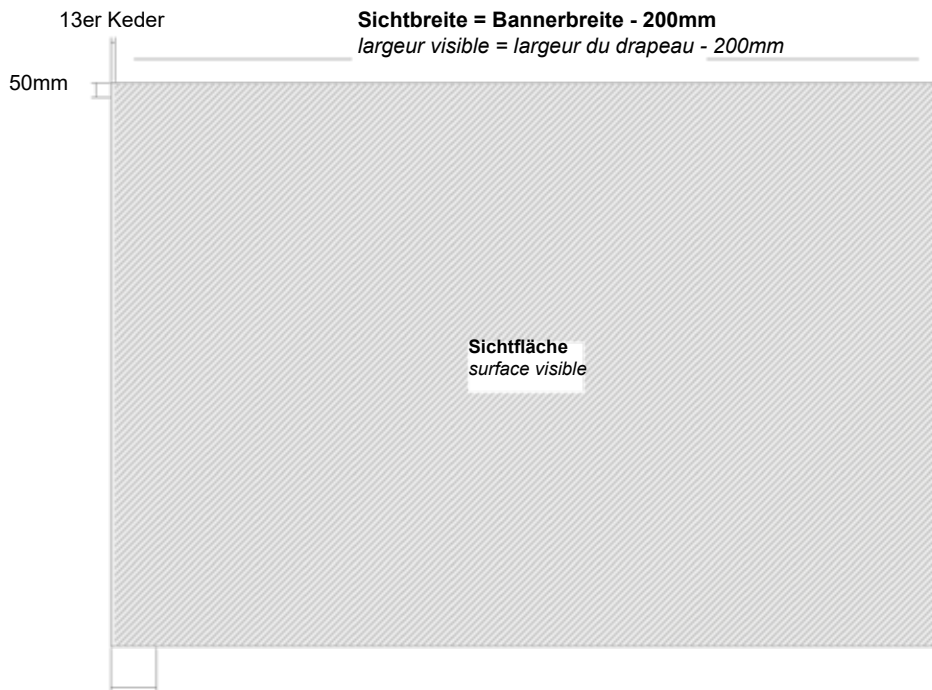 13er Keder
Sichtbreite = Bannerbreite - 200mm
largeur visible = largeur du drapeau - 200mm
50mm
Sichtfläche
surface visible